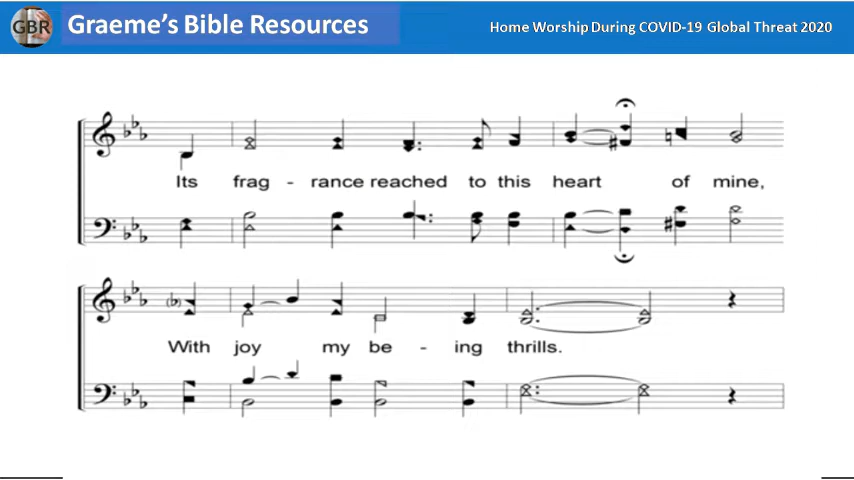 GBR
Graeme's Bible Resources
Home Worship During COVID-19 Global Threat 2020
Its frag - rance reached to this heart of mine,
With joy my be - ing thrills.